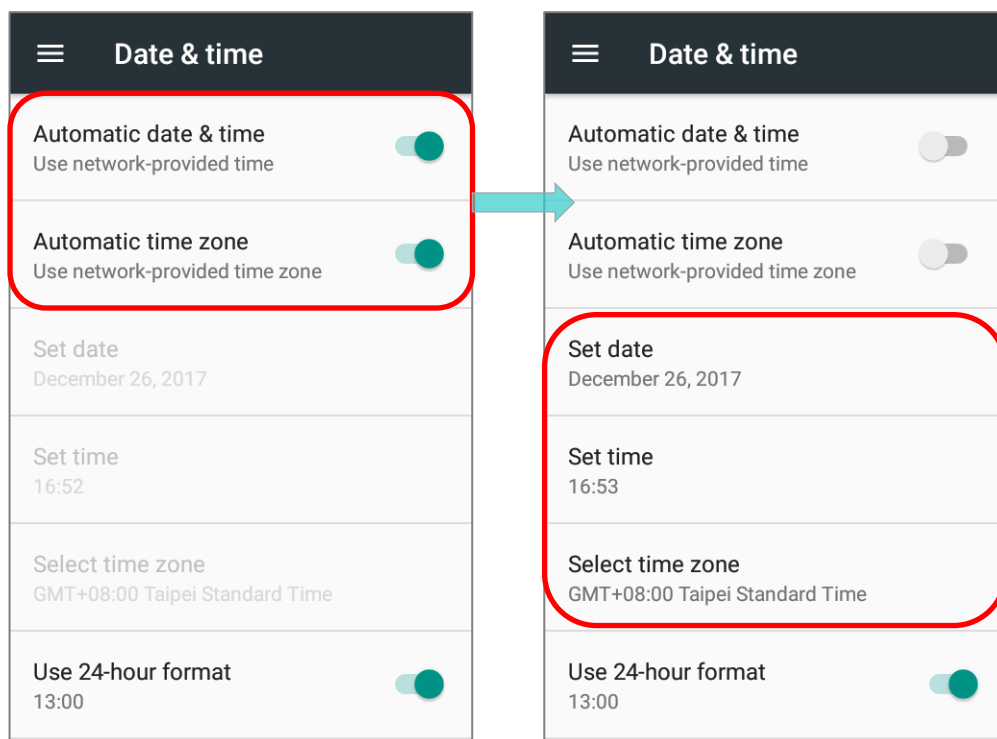 Date & time
Automatic date & time
Use network-provided time
Automatic time zone
Use network-provided time zone
Set date
December 26, 2017
Set time
16:52
Select time zone
GMT+08:00 Taipei Standard Time
Use 24-hour format
13:00
Date & time
Automatic date & time
Use network-provided time
Automatic time zone
Use network-provided time zone
Set date
December 26, 2017
Set time
16:53
Select time zone
GMT+08:00 Taipei Standard Time
Use 24-hour format
13:00